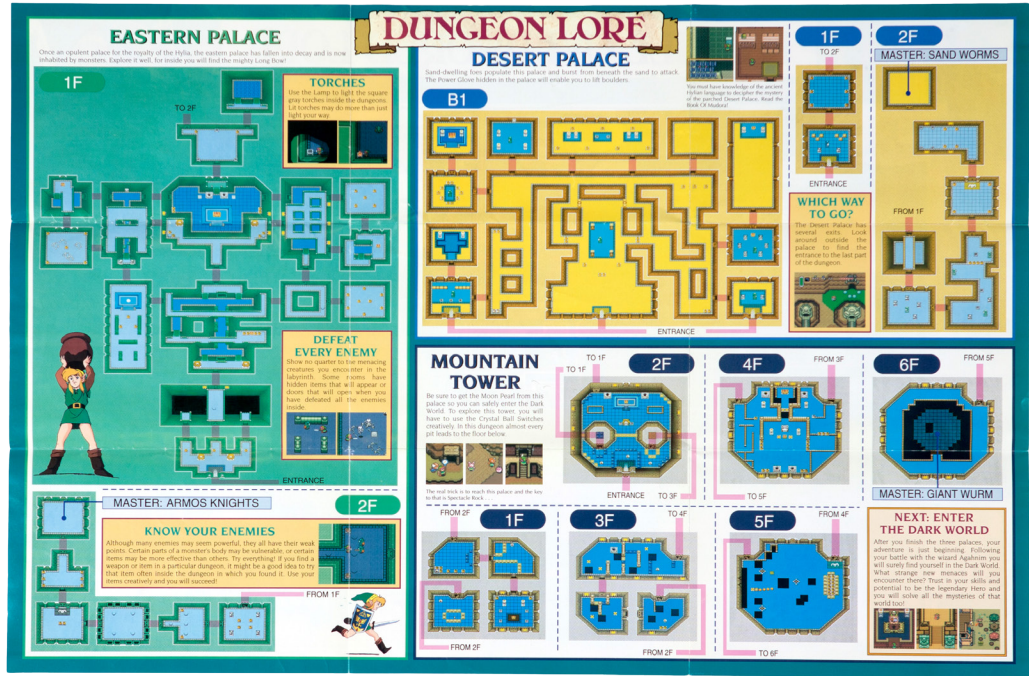 DUNGEON LORE
EASTERN PALACE
Once an opulent palace for the royalty of the Hylia, the eastern palace has fallen into decay and is now
inhabited by monsters. Explore it well, for inside you will find the mighty Long Bow!
1F
TO 2F
TORCHES
Use the Lamp to light the square
gray torches inside the dungeons.
Lit torches may do more than just
light your way
DEFEAT
EVERY ENEMY
Show no quarter to the menacing
creatures you encounter in the
labyrinth. Some rooms have
hidden items that will appear or
doors that will open when you
have defeated all the enemies
inside.
ENTRANCE
MASTER: ARMOS KNIGHTS
2F
KNOW YOUR ENEMIES
Although many enemies may seem powerful, they all have their weak
points. Certain parts of a monster's body may be vulnerable, or certain
items may be more effective than others. Try everything! If you find a
weapon or item in a particular dungeon, it might be a good idea to try
that item often inside the dungeon in which you found it. Use your
items creatively and you will succeed!
FROM 1F
DESERT PALACE
Sand-dwelling foes populate this palace and burst from beneath the sand to attack.
The Power Glove hidden in the palace will enable you to lift boulders.
You must have knowledge of the ancient
Hylian language to decipher the mystery
of the parched Desert Palace. Read the
Book Of Mudora!
B1
ENTRANCE
1F
TO 2F
ENTRANCE
WHICH WAY
TO GO?
The Desert Palace has
several exits. Look
around outside
the palace to find the
entrance to the last part
of the dungeon.
2F
MASTER: SAND WORMS
FROM 1F
MOUNTAIN
TOWER
Be sure to get the Moon Pearl from this
palace so you can safely enter the Dark
World. To explore this tower, you will
have to use the Crystal Ball Switches
creatively. In this dungeon almost every
pit leads to the floor below.
The real trick is to reach this palace and the key
to that is Spectacle Rock...
TO 1F
TO 1F
2F
ENTRANCE
TO 3F
4F
FROM 3F
TO 5F
6F
FROM 5F
MASTER: GIANT WURM
FROM 2F
1F
FROM 2F
3F
TO 4F
FROM 2F
5F
FROM 4F
TO 6F
NEXT: ENTER
THE DARK WORLD
After you finish the three palaces, your
adventure is just beginning. Following
your battle with the wizard Agahnim
you will surely find yourself in the Dark World.
What strange new menaces will you
encounter there? Trust in your skills and
potential to be the legendary Hero and
you will solve all the mysteries of that
world too!